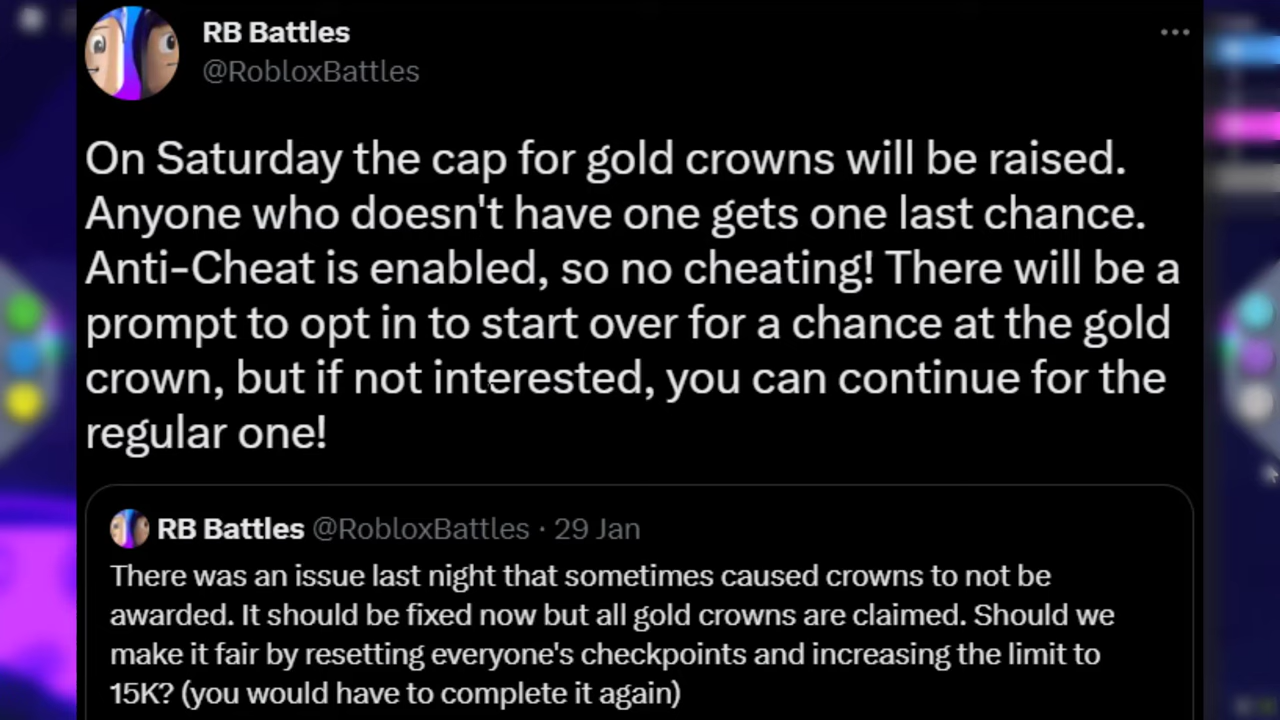 RB Battles
@RobloxBattles
On Saturday the cap for gold crowns will be raised.
Anyone who doesn't have one gets one last chance.
Anti-Cheat is enabled, so no cheating! There will be a
prompt to opt in to start over for a chance at the gold
crown, but if not interested, you can continue for the
regular one!
RB Battles @RobloxBattles · 29 Jan
There was an issue last night that sometimes caused crowns to not be
awarded. It should be fixed now but all gold crowns are claimed. Should we
make it fair by resetting everyone's checkpoints and increasing the limit to
15K? (you would have to complete it again)